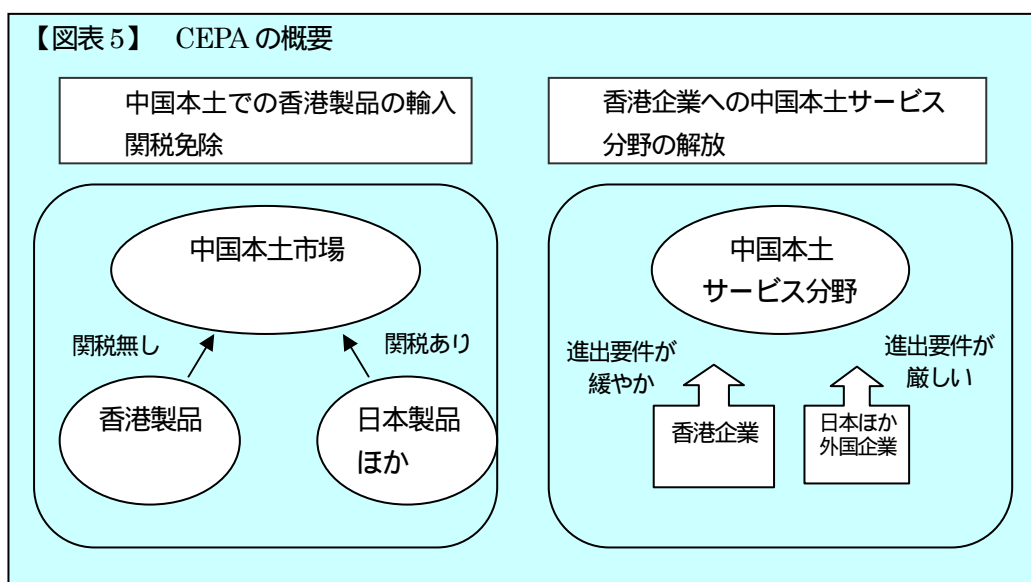 【図表5】　CEPAの概要
中国本土での香港製品の輸入
関税免除
香港企業への中国本土サービス
分野の解放
中国本土市場
関税無し
関税あり
香港製品
日本製品
ほか
中国本土
サービス分野
進出要件が
緩やか
進出要件が
厳しい
香港企業
日本ほか
外国企業